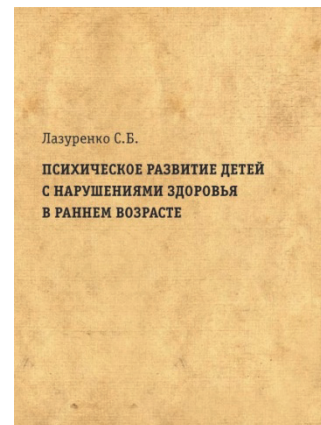 Лазуренко С.Б.
ПСИХИЧЕСКОЕ РАЗВИТИЕ ДЕТЕЙ
С НАРУШЕНИЯМИ ЗДОРОВЬЯ
В РАННЕМ ВОЗРАСТЕ